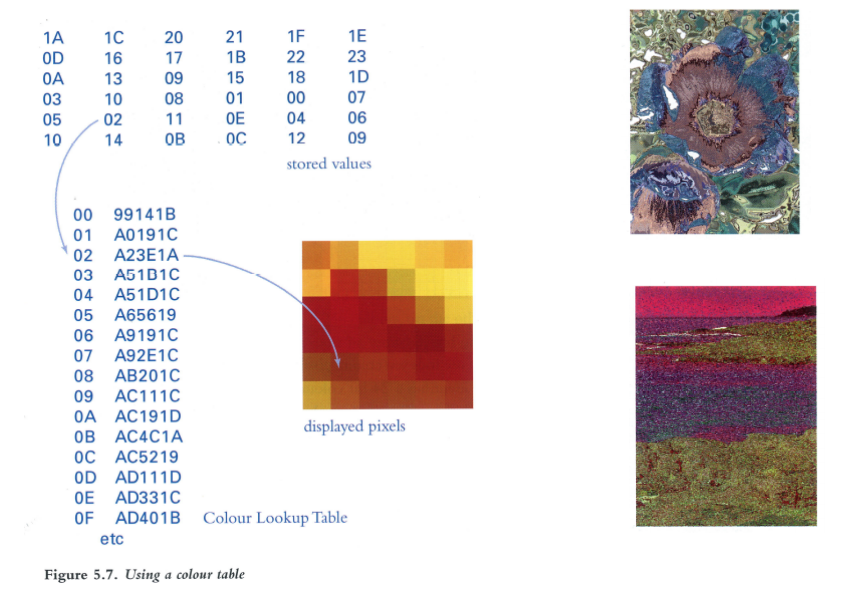 1A 1C 20 21 1F 1E
0D 16 17 1B 22 23
0A 13 09 15 18 1D
03 10 08 01 00 07
05 02 11 0E 04 06
10 14 0B 0C 12 09
stored values
00 99141B
01 A0191C
02 A23E1A
03 A51B1C
04 A51D1C
05 A65619
06 A9191C
07 A92E1C
08 AB201C
09 AC111C
0A AC191D
0B AC4C1A
0C AC5219
0D AD111D
0E AD331C
0F AD401B
etc
Colour Lookup Table
displayed pixels
Figure 5.7. Using a colour table